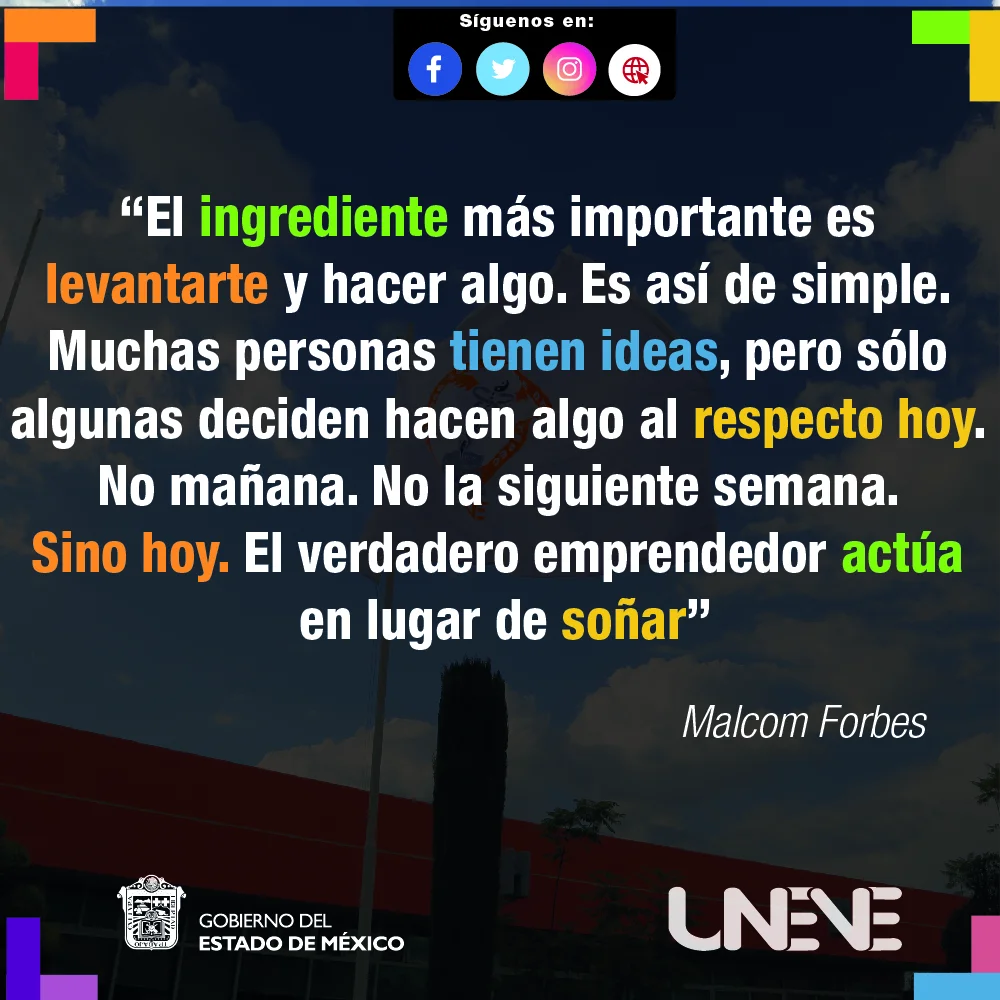 Síguenos en:
“El ingrediente más importante es
levantarte y hacer algo. Es así de simple.
Muchas personas tienen ideas, pero sólo
algunas deciden hacen algo al respecto hoy.
No mañana. No la siguiente semana.
Sino hoy. El verdadero emprendedor actúa
en lugar de soñar”
Malcom Forbes
GOBIERNO DEL
ESTADO DE MÉXICO
UNEVE